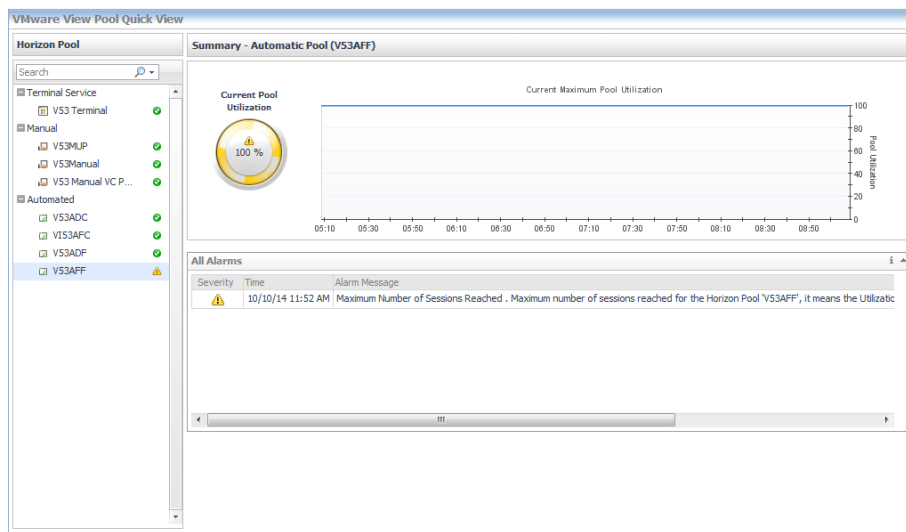 VMware View Pool Quick View
Horizon Pool
Search
Terminal Service
V53 Terminal
Manual
V53MUP
V53Manual
V53 Manual VC P...
Automated
V53ADC
VI53AFC
V53ADF
V53AFF
Summary - Automatic Pool (V53AFF)
Current Pool
Utilization
100 %
Current Maximum Pool Utilization
100
80
60
40
20
0
Pool Utilization
05:10 05:30 05:50 06:10 06:30 06:50 07:10 07:30 07:50 08:10 08:30 08:50
All Alarms
Severity Time Alarm Message
10/10/14 11:52 AM Maximum Number of Sessions Reached . Maximum number of sessions reached for the Horizon Pool 'V53AFF', it means the Utilizatio